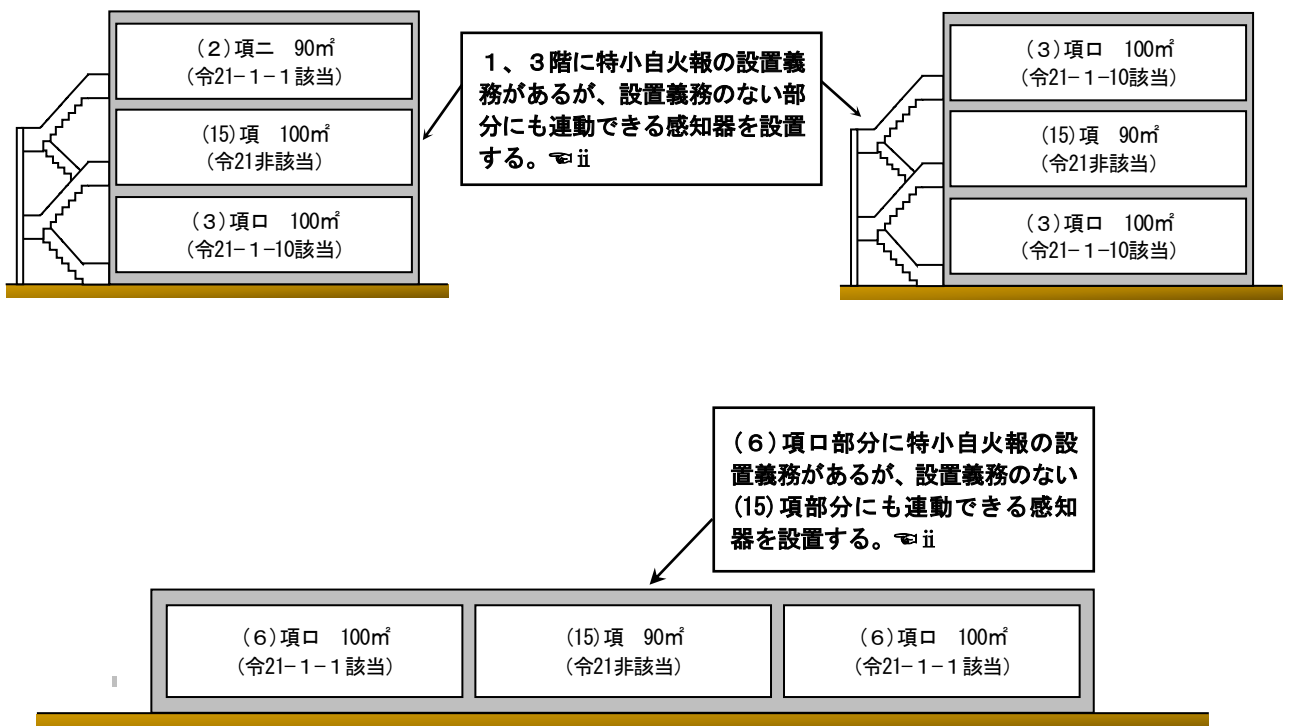 (2)項ニ 90㎡
(令21-1-1該当)
(15)項 100㎡
(令21非該当)
(3)項ロ 100㎡
(令21-1-10該当)
1、3階に特小自火報の設置義
務があるが、設置義務のない部
分にも連動できる感知器を設置
する。☜ⅱ
(3)項ロ 100㎡
(令21-1-10該当)
(15)項 90㎡
(令21非該当)
(3)項ロ 100㎡
(令21-1-10該当)
(6)項ロ部分に特小自火報の設
置義務があるが、設置義務のない
(15)項部分にも連動できる感知
器を設置する。☜ⅱ
(6)項ロ 100㎡
(令21-1-1該当)
(15)項 90㎡
(令21非該当)
(6)項ロ 100㎡
(令21-1-1該当)